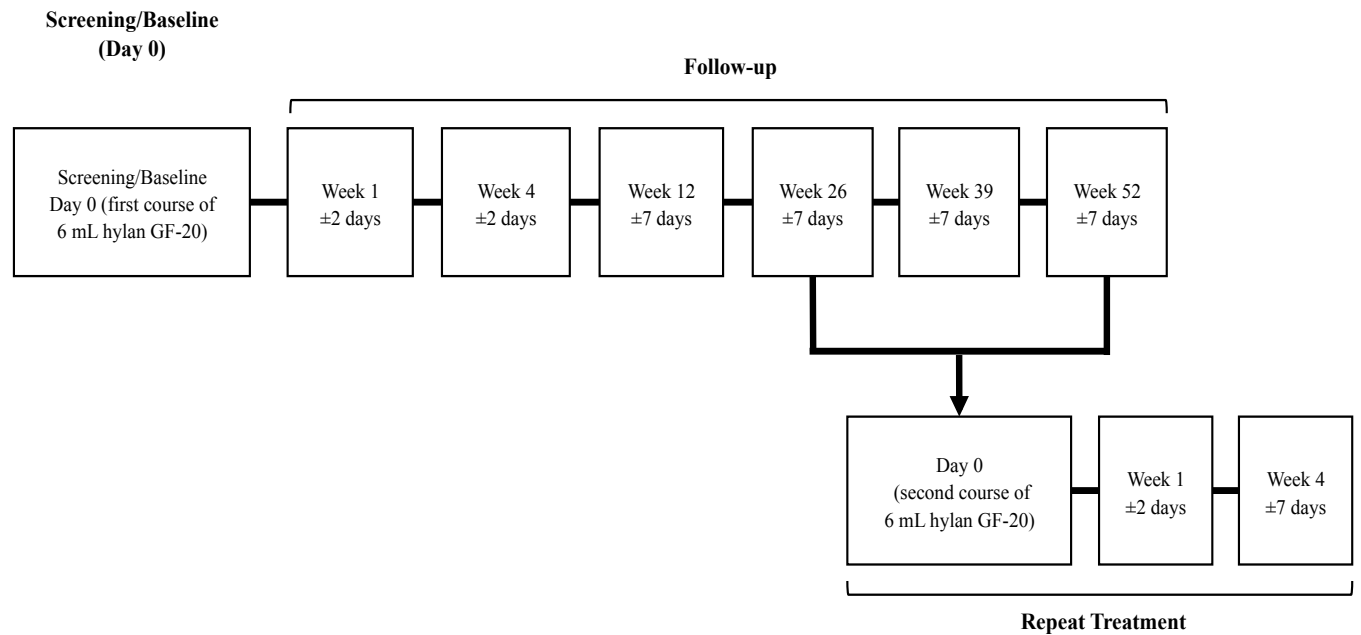 Screening/Baseline
(Day 0)
Follow-up
Screening/Baseline
Day 0 (first course of
6 mL hylan GF-20)
Week 1
±2 days
Week 4
±2 days
Week 12
±7 days
Week 26
±7 days
Week 39
±7 days
Week 52
±7 days
Day 0
(second course of
6 mL hylan GF-20)
Week 1
±2 days
Week 4
±7 days
Repeat Treatment